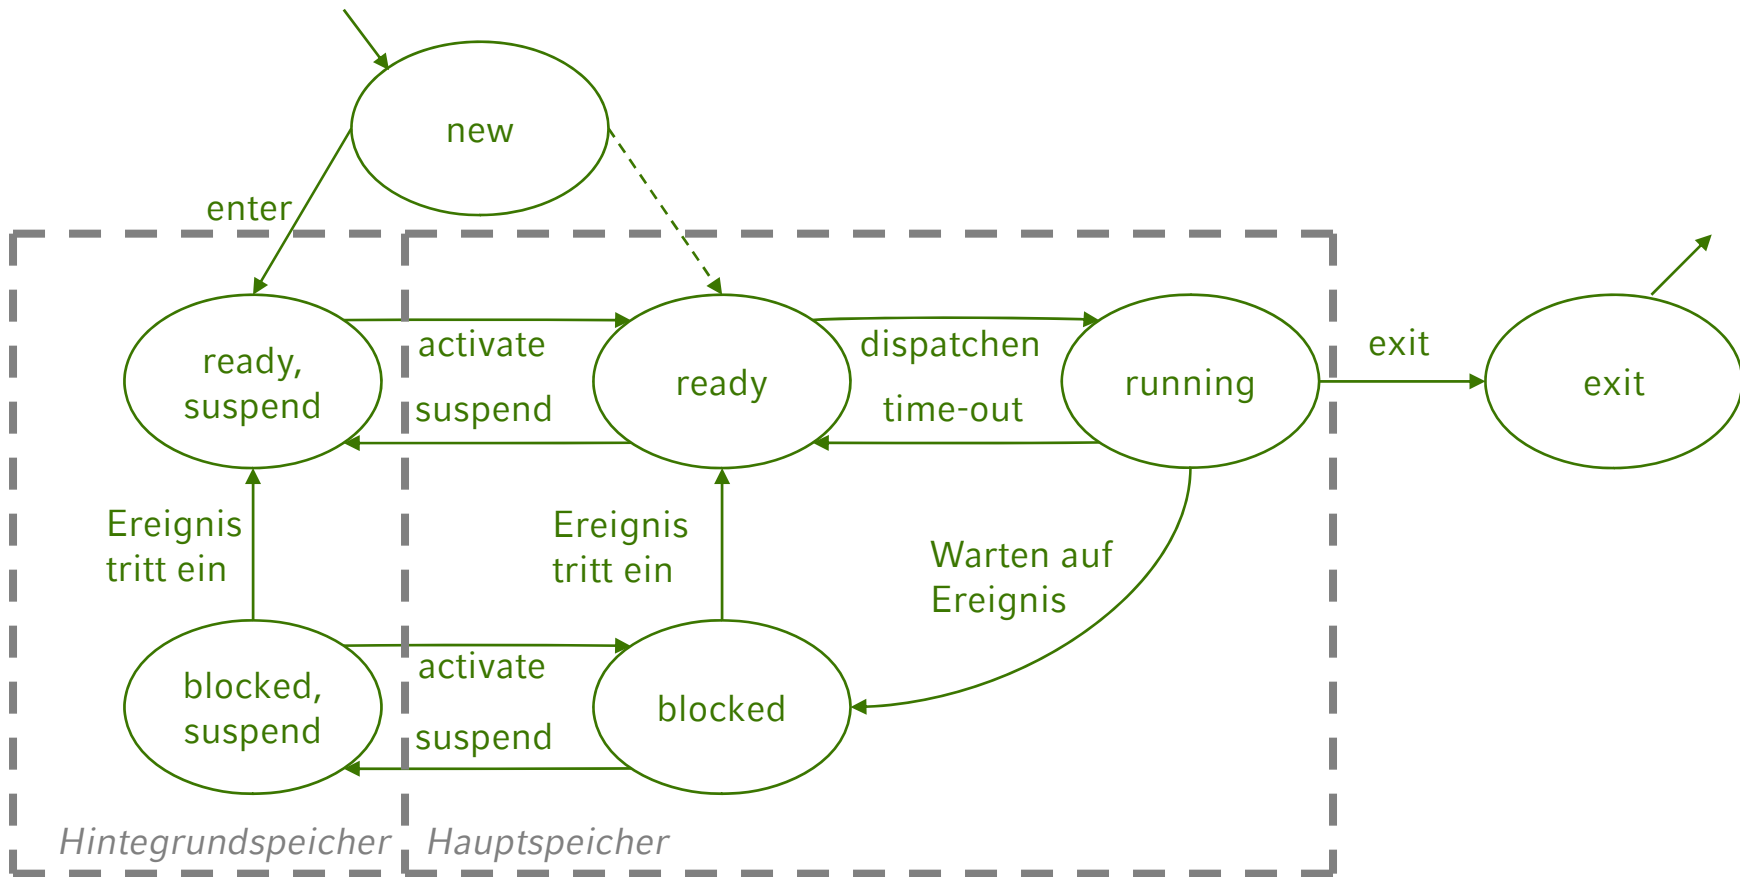 new
enter
ready,
suspend
activate
suspend
ready
dispatchen
time-out
running
exit
exit
Ereignis
tritt ein
Ereignis
tritt ein
Warten auf
Ereignis
blocked,
suspend
activate
suspend
blocked
Hintegrundspeicher
Hauptspeicher